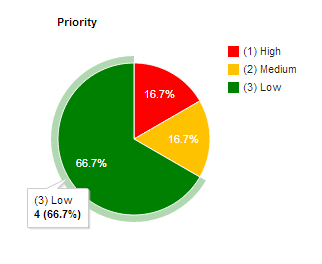 Priority
(1) High
(2) Medium
(3) Low
16.7%
16.7%
66.7%
(3) Low
4 (66.7%)